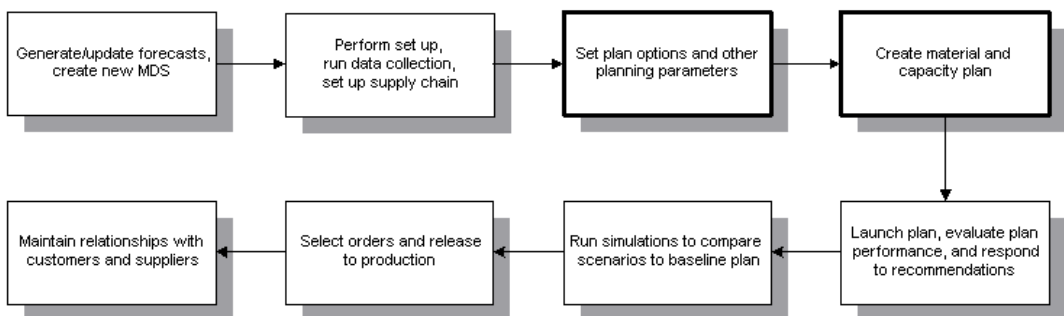 Generate/update forecasts,
create new MDS
Perform set up,
run data collection,
set up supply chain
Set plan options and other
planning parameters
Create material and
capacity plan
Launch plan, evaluate plan
performance, and respond
to recommendations
Run simulations to compare
scenarios to baseline plan
Select orders and release
to production
Maintain relationships with
customers and suppliers